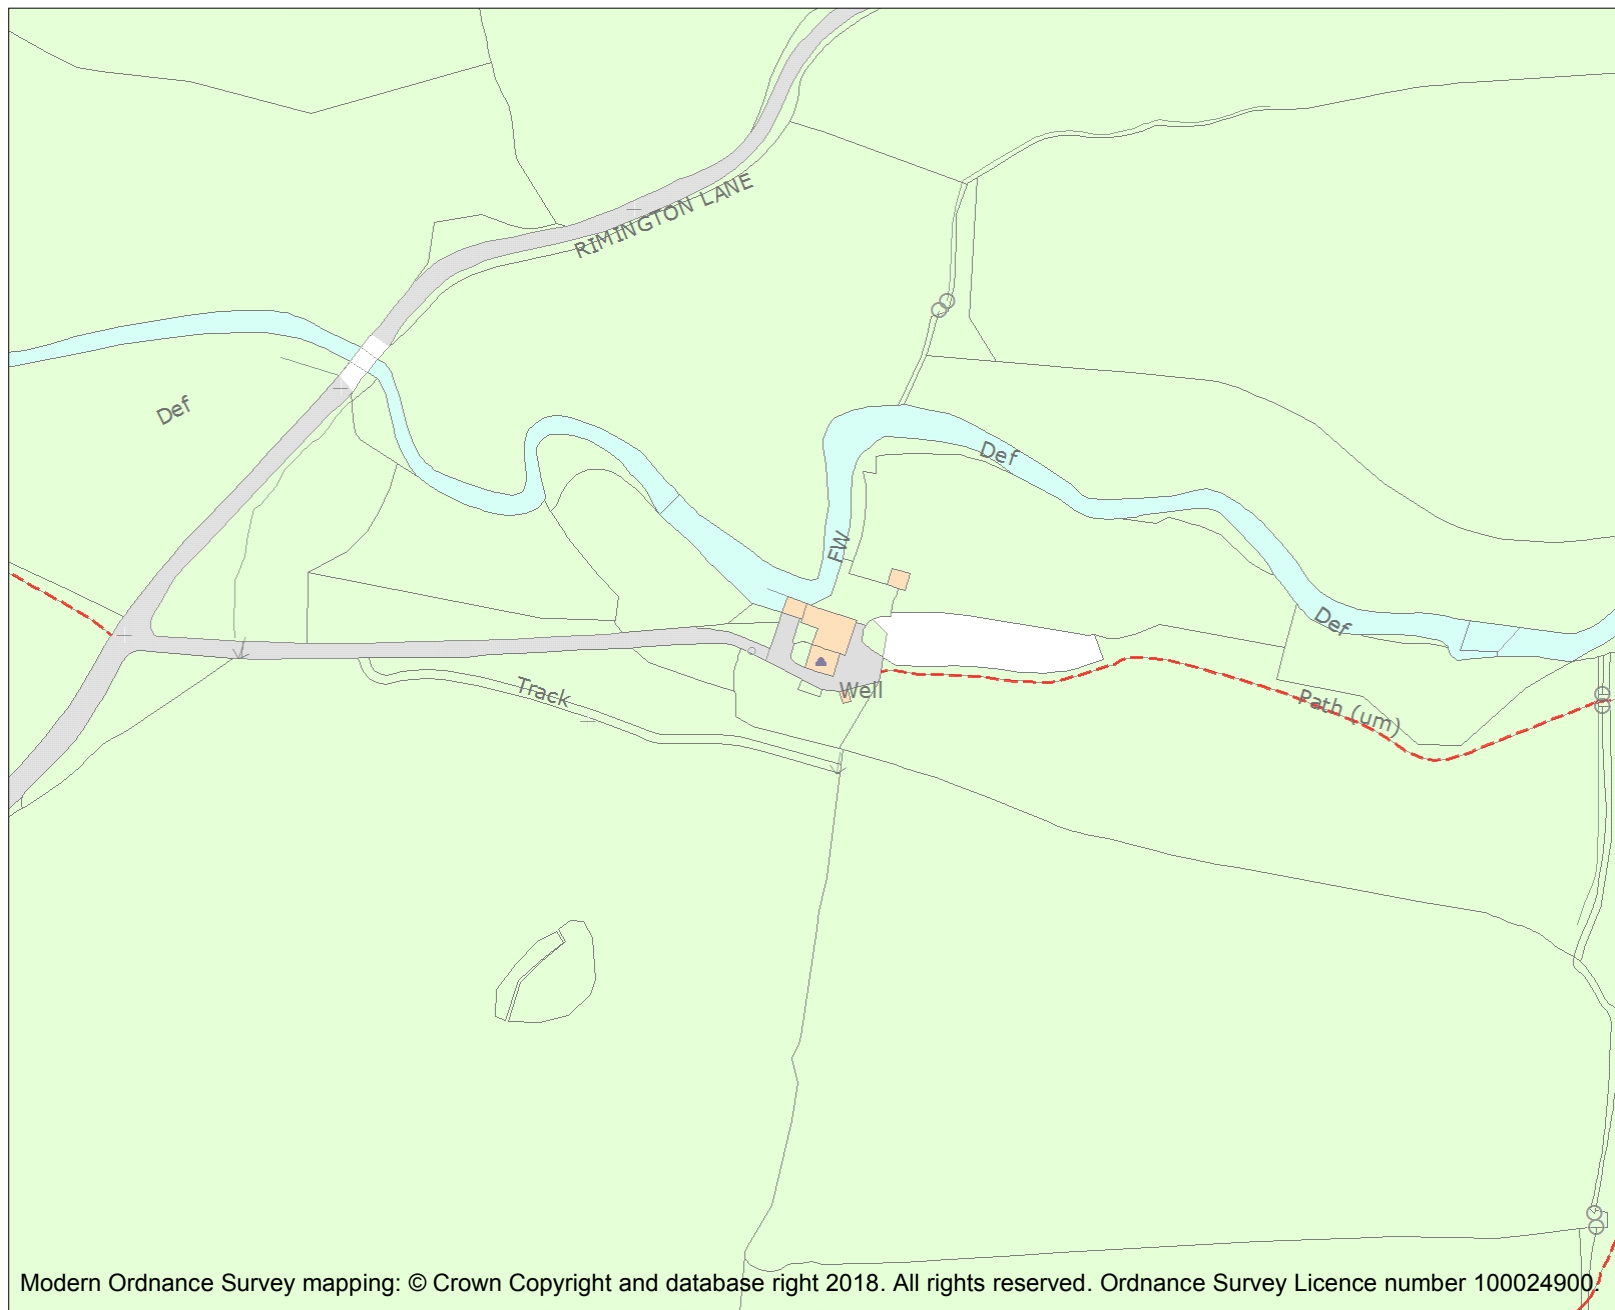 RIMINGTON LANE
Def
Def
FW
Def
Well
Track
Path (um)
Modern Ordnance Survey mapping: © Crown Copyright and database right 2018. All rights reserved. Ordnance Survey Licence number 100024900.